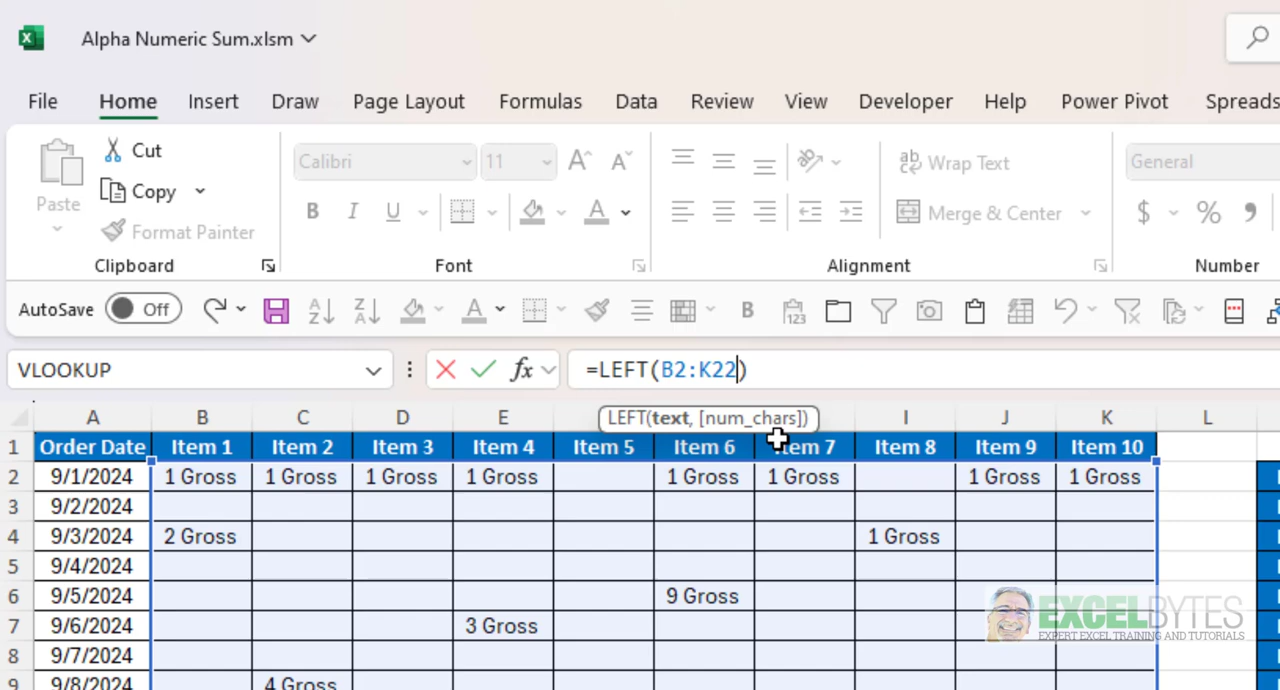 Alpha Numeric Sum.xlsm
File Home Insert Draw Page Layout Formulas Data Review View Developer Help Power Pivot
Cut
Calibri 11 A A ab Wrap Text General
Paste Copy
B I U A Merge & Center $ % 9
Format Painter
Clipboard Font Alignment Number
AutoSave Off Z A A B 123
VLOOKUP fx =LEFT(B2:K22)
LEFT(text, [num_chars])
A B C D E I J K L
1 Order Date Item 1 Item 2 Item 3 Item 4 Item 5 Item 6 Item 7 Item 8 Item 9 Item 10
2 9/1/2024 1 Gross 1 Gross 1 Gross 1 Gross 1 Gross 1 Gross 1 Gross 1 Gross
3 9/2/2024
4 9/3/2024 2 Gross 1 Gross
5 9/4/2024
6 9/5/2024 9 Gross
7 9/6/2024 3 Gross
8 9/7/2024
9 9/8/2024 4 Gross
EXCELBYTES
EXPERT EXCEL TRAINING AND TUTORIALS